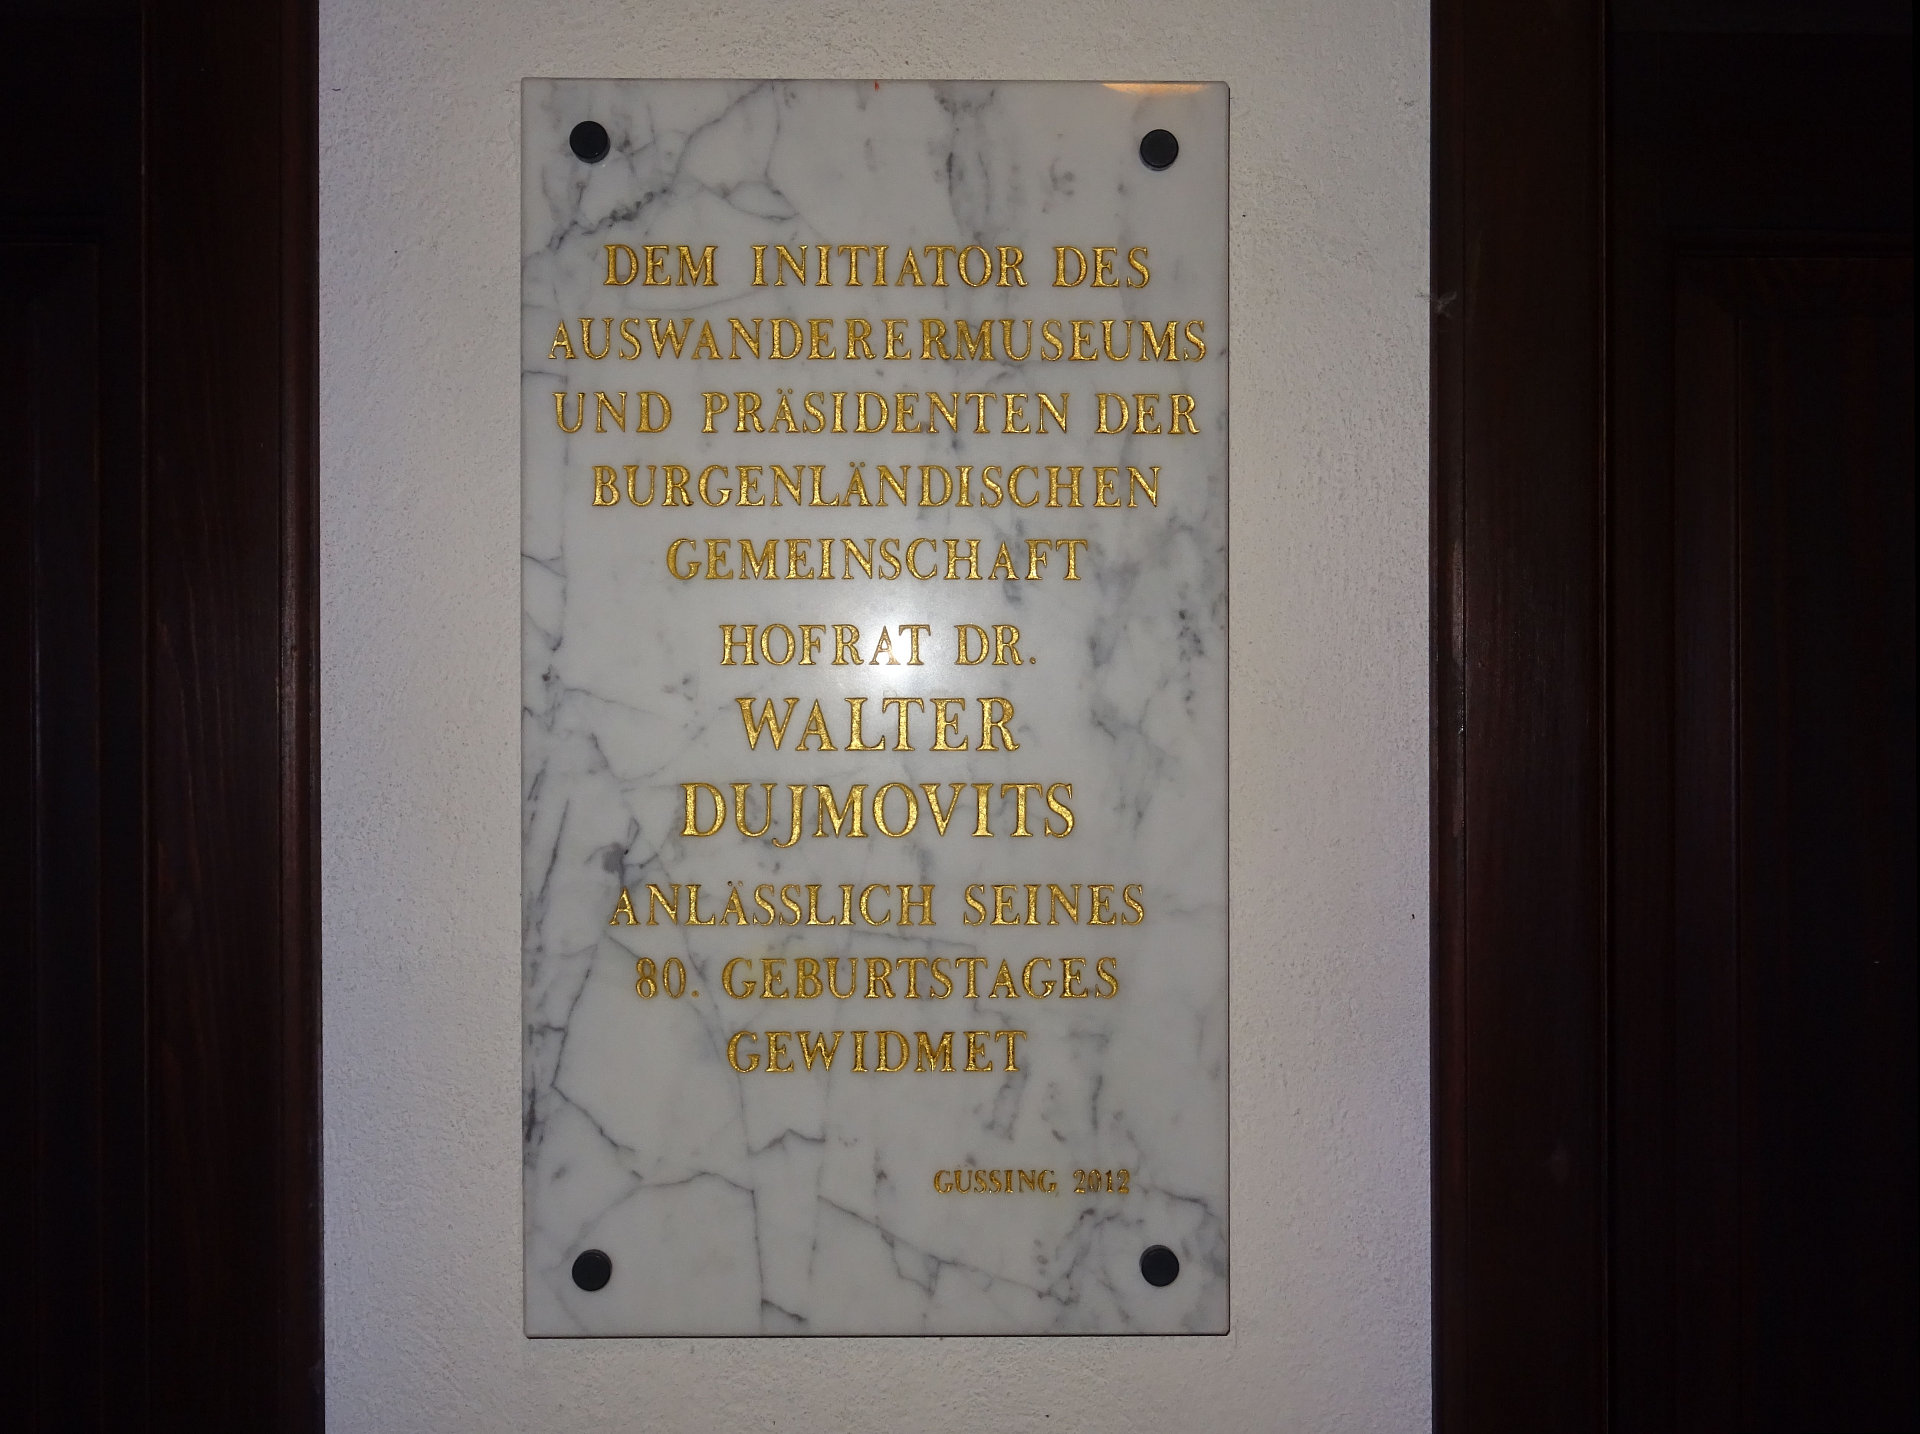 DEM INITIATOR DES
AUSWANDERERMUSEUMS
UND PRÄSIDENTEN DER
BURGENLÄNDISCHEN
GEMEINSCHAFT
HOFRAT DR.
WALTER
DUJMOVITS
ANLÄSSLICH SEINES
80. GEBURTSTAGES
GEWIDMET
GÜSSING 2012